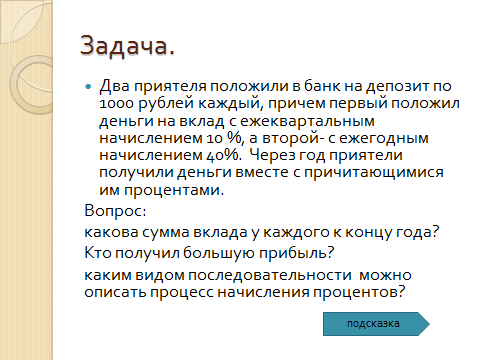 Задача.
Два приятеля положили в банк на депозит по
1000 рублей каждый, причем первый положил
деньги на вклад с ежеквартальным
начислением 10 %, а второй- с ежегодным
начислением 40%. Через год приятели
получили деньги вместе с причитающимися
им процентами.
Вопрос:
какова сумма вклада у каждого к концу года?
Кто получил большую прибыль?
каким видом последовательности можно
описать процесс начисления процентов?
подсказка